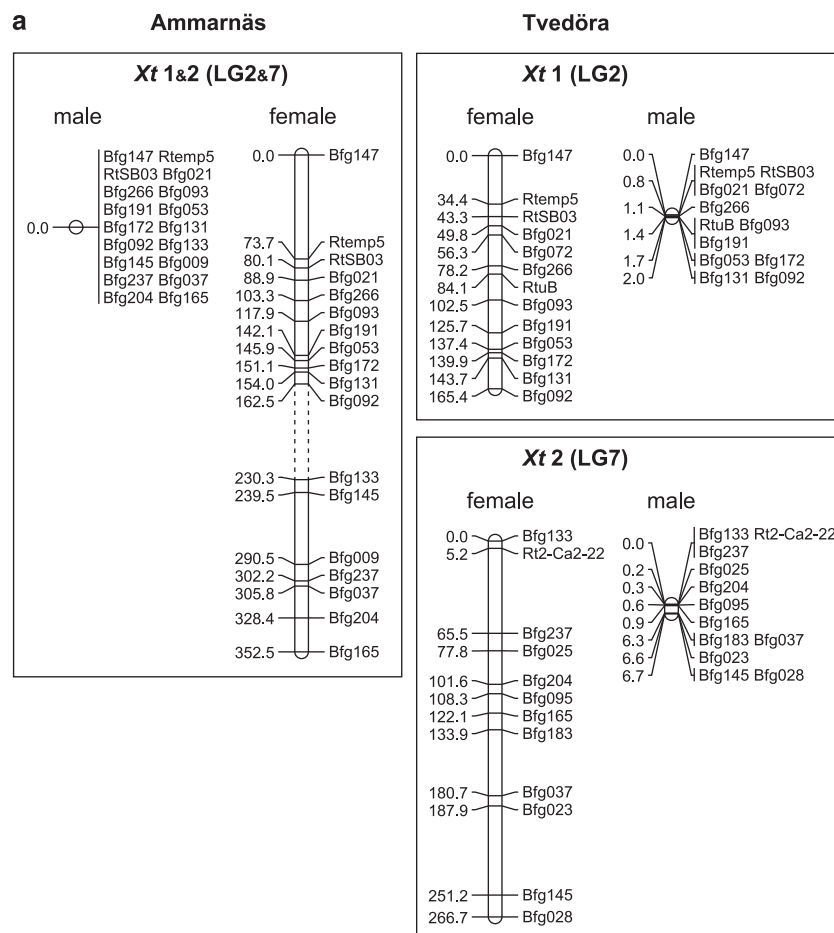 a
Ammarnäs
Tvedöra
Xt 1&2 (LG2&7)
male
Bfg147 Rtemp5
RtSB03 Bfg021
Bfg266 Bfg093
Bfg191 Bfg053
0.0 Bfg172 Bfg131
Bfg092 Bfg133
Bfg145 Bfg009
Bfg237 Bfg037
Bfg204 Bfg165
female
0.0 Bfg147
73.7 Rtemp5
80.1 RtSB03
88.9 Bfg021
103.3 Bfg266
117.9 Bfg093
142.1 Bfg191
145.9 Bfg053
151.1 Bfg172
154.0 Bfg131
162.5 Bfg092
230.3 Bfg133
239.5 Bfg145
290.5 Bfg009
302.2 Bfg237
305.8 Bfg037
328.4 Bfg204
352.5 Bfg165
Xt 1 (LG2)
female
0.0 Bfg147
34.4 Rtemp5
43.3 RtSB03
49.8 Bfg021
56.3 Bfg072
78.2 Bfg266
84.1 RtuB
102.5 Bfg093
125.7 Bfg191
137.4 Bfg053
139.9 Bfg172
143.7 Bfg131
165.4 Bfg092
male
0.0 Bfg147
Rtemp5 RtSB03
0.8 Bfg021 Bfg072
1.1 Bfg266
1.4 RtuB Bfg093
Bfg191
1.7 Bfg053 Bfg172
2.0 Bfg131 Bfg092
Xt 2 (LG7)
female
0.0 Bfg133
5.2 Rt2-Ca2-22
65.5 Bfg237
77.8 Bfg025
101.6 Bfg204
108.3 Bfg095
122.1 Bfg165
133.9 Bfg183
180.7 Bfg037
187.9 Bfg023
251.2 Bfg145
266.7 Bfg028
male
Bfg133 Rt2-Ca2-22
0.0 Bfg237
0.2 Bfg025
0.3 Bfg204
0.6 Bfg095
0.9 Bfg165
6.3 Bfg183 Bfg037
6.6 Bfg023
6.7 Bfg145 Bfg028